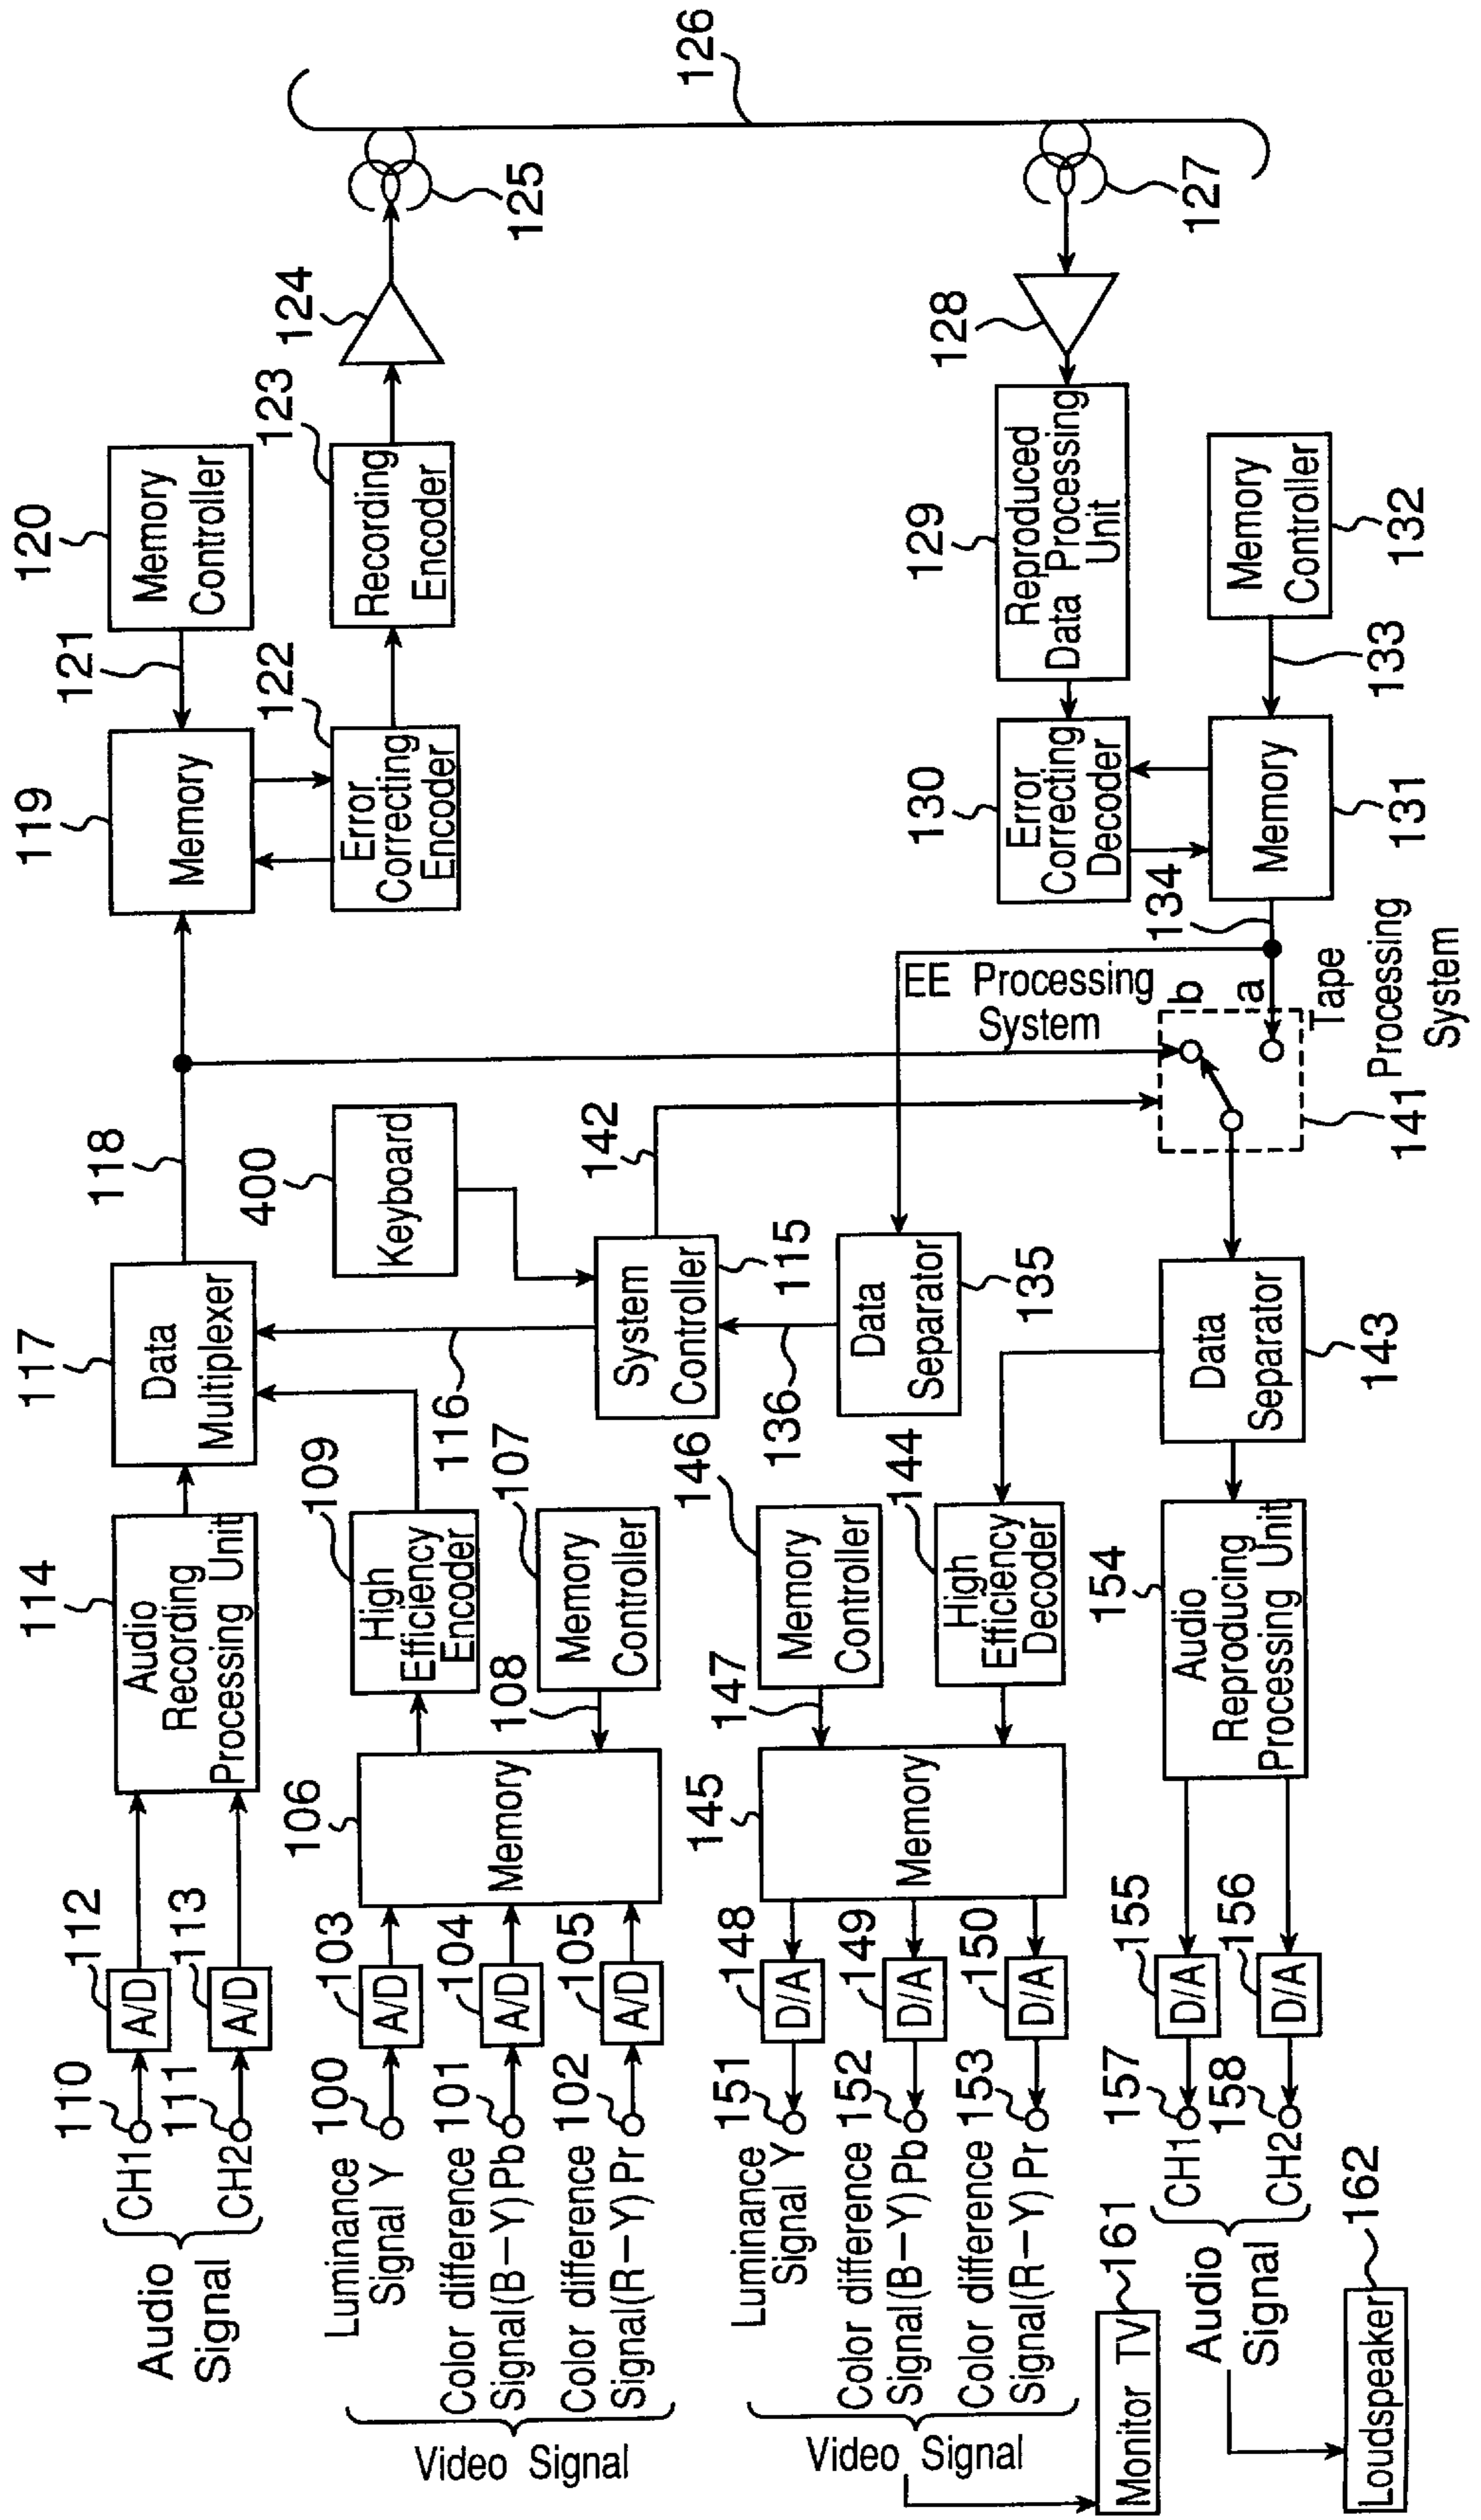 Audio
Signal
CH1
CH2
110
111
112
113
A/D
A/D
114
Audio
Recording
Processing Unit
117
Data
Multiplexer
118
119
Memory
121
120
Memory
Controller
Video Signal
Luminance
Signal Y
Color difference
Signal(B−Y)Pb
Color difference
Signal(R−Y)Pr
100
101
102
103
104
105
A/D
A/D
A/D
106
Memory
108
107
Memory
Controller
109
High
Efficiency
Encoder
116
400
Keyboard
System
Controller
115
142
122
Error
Correcting
Encoder
123
Recording
Encoder
124
125
126
Video Signal
Luminance
Signal Y
Color difference
Signal(B−Y)Pb
Color difference
Signal(R−Y)Pr
151
152
153
148
149
150
D/A
D/A
D/A
145
Memory
147
146
Memory
Controller
144
High
Efficiency
Decoder
136
Data
Separator
135
EE Processing
System
130
Error
Correcting
Decoder
129
Reproduced
Data Processing
Unit
128
127
Monitor TV
161
Audio
Signal
CH1
CH2
157
158
155
156
D/A
D/A
154
Audio
Reproducing
Processing Unit
Data
Separator
143
141
b
a
Tape
Processing
System
134
Memory
131
133
Memory
Controller
132
Loudspeaker
162